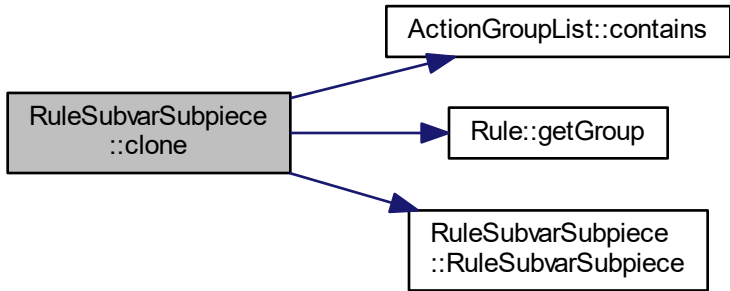 RuleSubvarSubpiece
::clone
ActionGroupList::contains
Rule::getGroup
RuleSubvarSubpiece
::RuleSubvarSubpiece